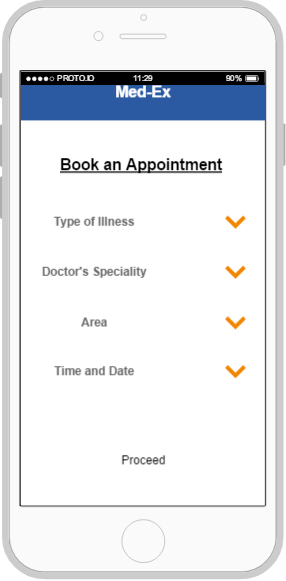 PROTO.IO 11:29 90%
Med-Ex
Book an Appointment
Type of Illness
Doctor's Speciality
Area
Time and Date
Proceed